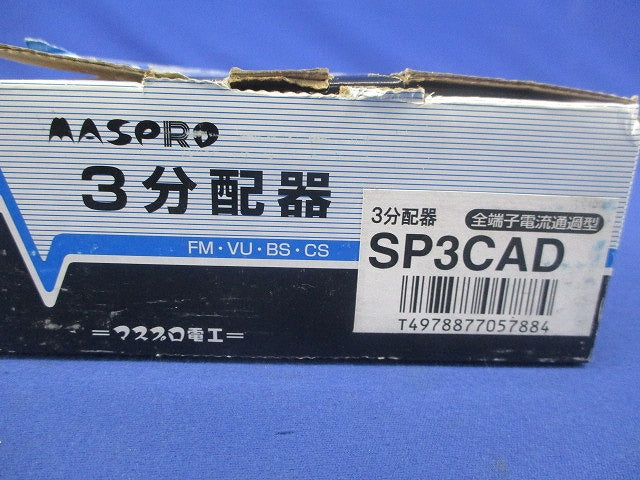 MASPRO
3分配器
FM・VU・BS・CS
=マスプロ電工=
3分配器 全端子電流通過型
SP3CAD
T4978877057884